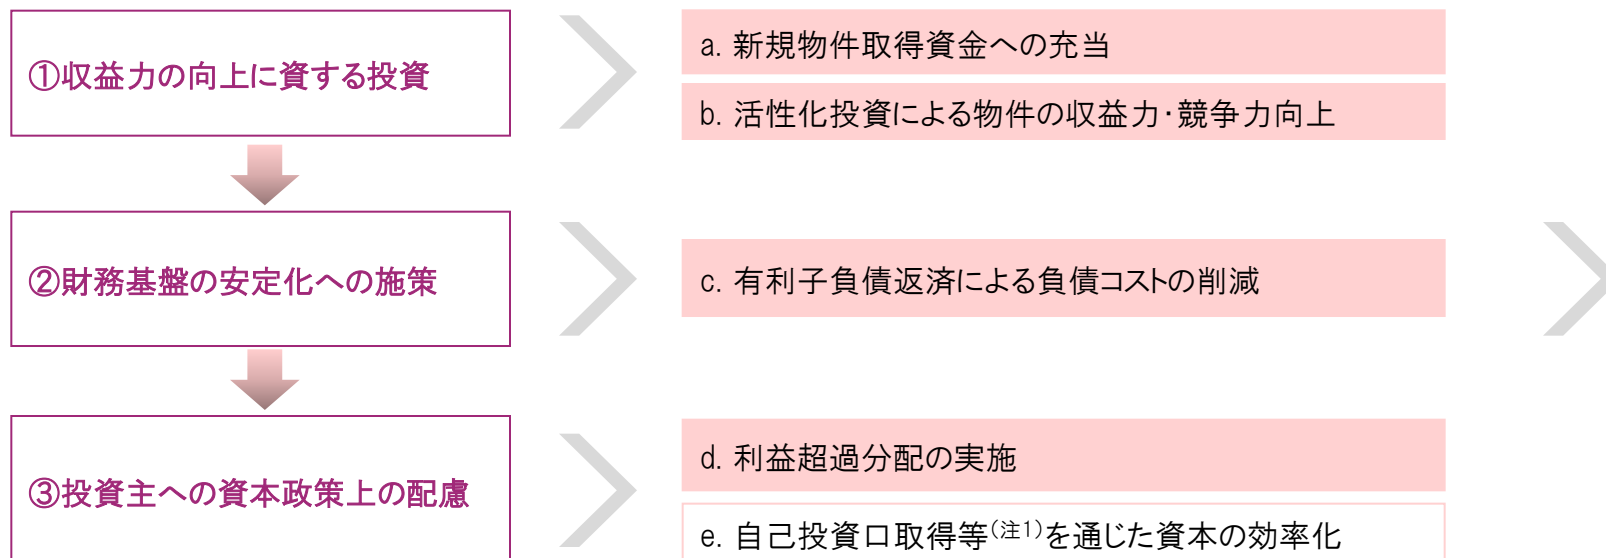 ①収益力の向上に資する投資
a. 新規物件取得資金への充当
b. 活性化投資による物件の収益力・競争力向上
②財務基盤の安定化への施策
c. 有利子負債返済による負債コストの削減
③投資主への資本政策上の配慮
d. 利益超過分配の実施
e. 自己投資口取得等(注1)を通じた資本の効率化